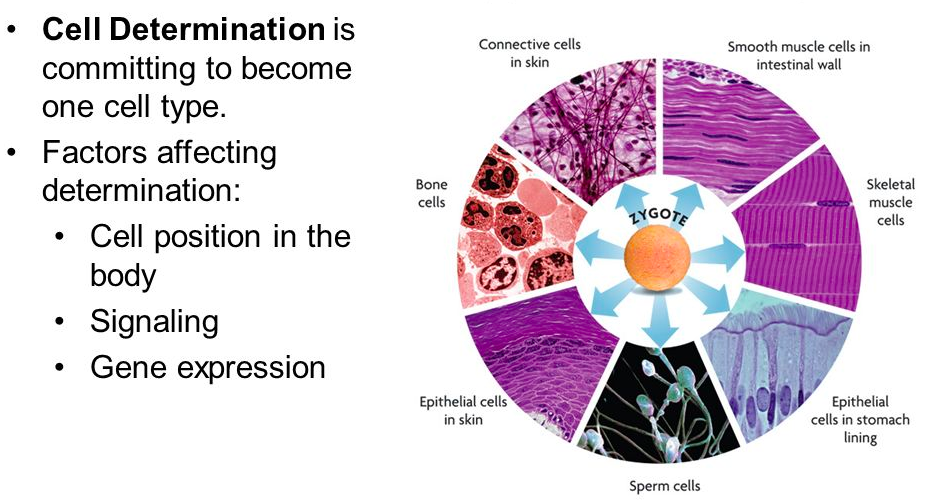 • Cell Determination is
committing to become
one cell type.
• Factors affecting
determination:
• Cell position in the
body
• Signaling
• Gene expression
Connective cells
in skin
Smooth muscle cells in
intestinal wall
Bone
cells
ZYGOTE
Skeletal
muscle
cells
Epithelial cells
in skin
Epithelial
cells in stomach
lining
Sperm cells